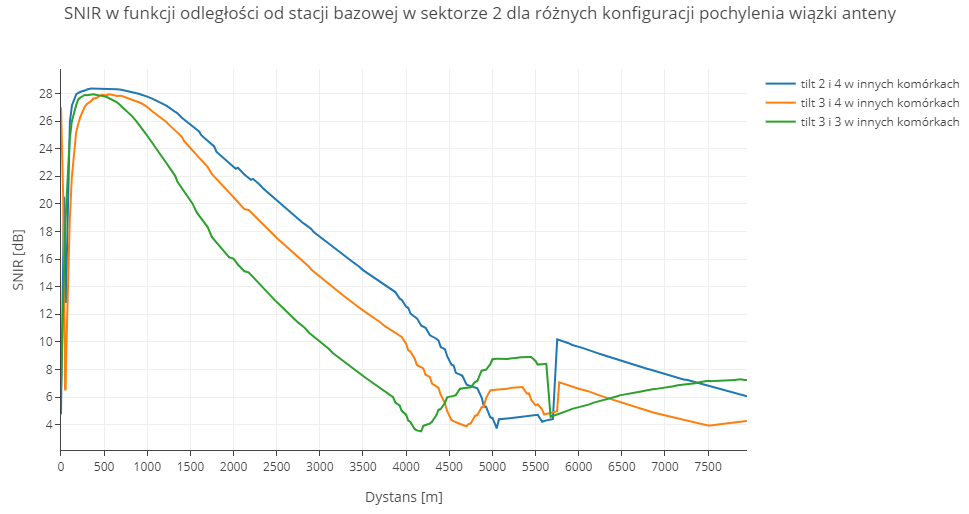 SNIR w funkcji odległości od stacji bazowej w sektorze 2 dla różnych konfiguracji pochylenia wiązki anteny
tilt 2 i 4 w innych komórkach
tilt 3 i 4 w innych komórkach
tilt 3 i 3 w innych komórkach
SNIR [dB]
28
26
24
22
20
18
16
14
12
10
8
6
4
0 500 1000 1500 2000 2500 3000 3500 4000 4500 5000 5500 6000 6500 7000 7500
Dystans [m]